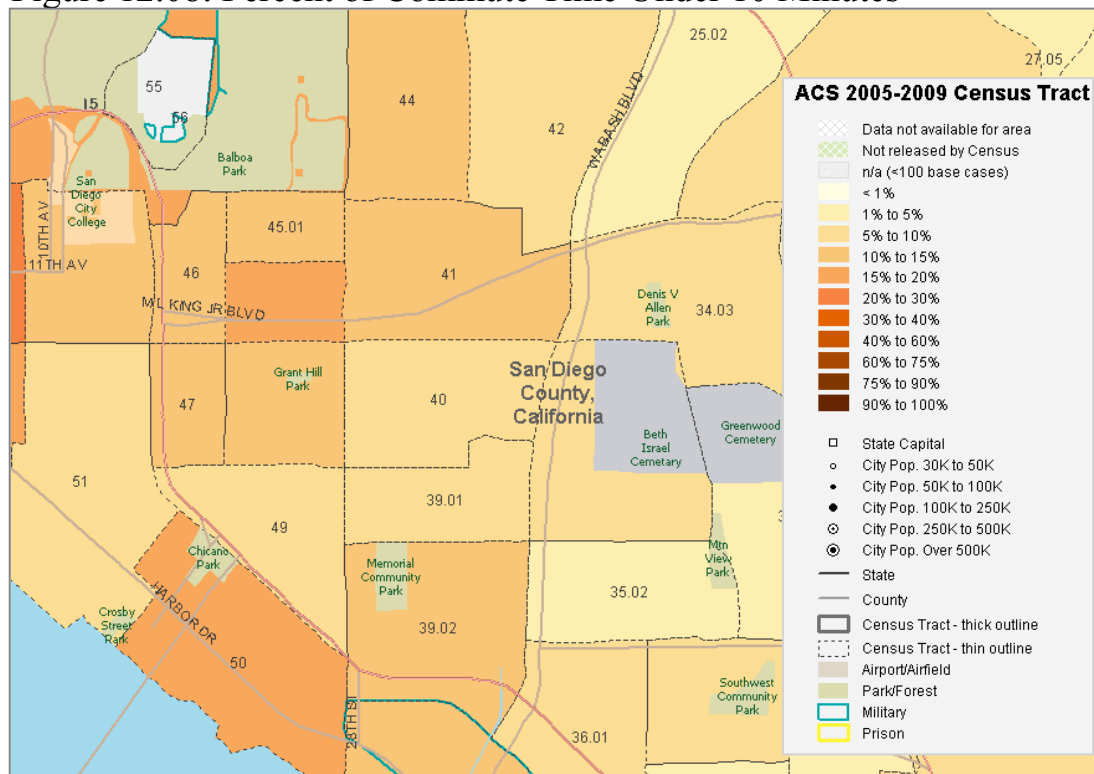 Figure 12.08: Percent of Commute Time Under 10 Minutes
25.02
27.05
55
44
15
56
42
WABASH BLVD
Balboa
Park
San
Diego
City
College
10TH AV
45.01
11TH AV
46
41
M L KING JR BLVD
Denis V
Allen
Park
34.03
Grant Hill
Park
San Diego
County,
California
47
40
Beth
Israel
Cemetary
Greenwood
Cemetery
51
39.01
49
Chicano
Park
Memorial
Community
Park
Mtn
View
Park
35.02
HARBOR DR
Crosby
Street
Park
39.02
50
Southwest
Community
Park
28TH ST
36.01
ACS 2005-2009 Census Tract
Data not available for area
Not released by Census
n/a (<100 base cases)
< 1%
1% to 5%
5% to 10%
10% to 15%
15% to 20%
20% to 30%
30% to 40%
40% to 60%
60% to 75%
75% to 90%
90% to 100%
State Capital
City Pop. 30K to 50K
City Pop. 50K to 100K
City Pop. 100K to 250K
City Pop. 250K to 500K
City Pop. Over 500K
State
County
Census Tract - thick outline
Census Tract - thin outline
Airport/Airfield
Park/Forest
Military
Prison